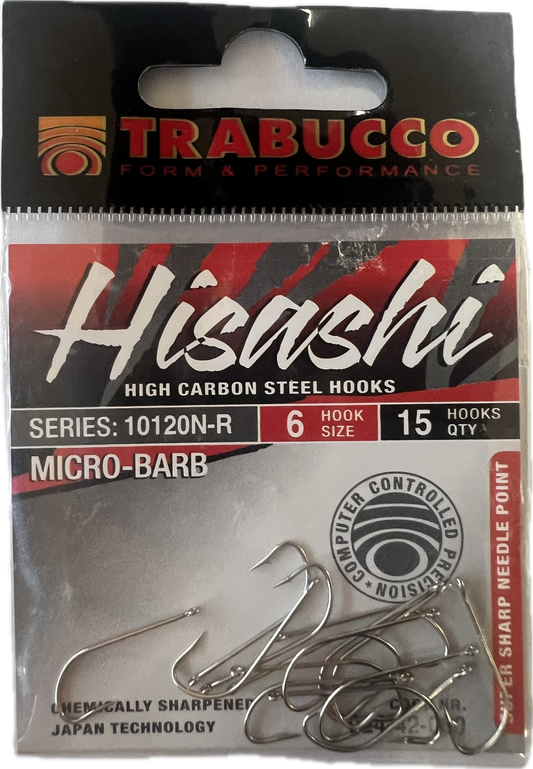 TRABUCCO
FORM & PERFORMANCE
Hisashi
HIGH CARBON STEEL HOOKS
SERIES: 10120N-R
6 HOOK SIZE
15 HOOKS QTY
MICRO-BARB
COMPUTER CONTROLLED PRECISION *
SUPER SHARP NEEDLE POINT
CHEMICALLY SHARPENED
JAPAN TECHNOLOGY
NR.